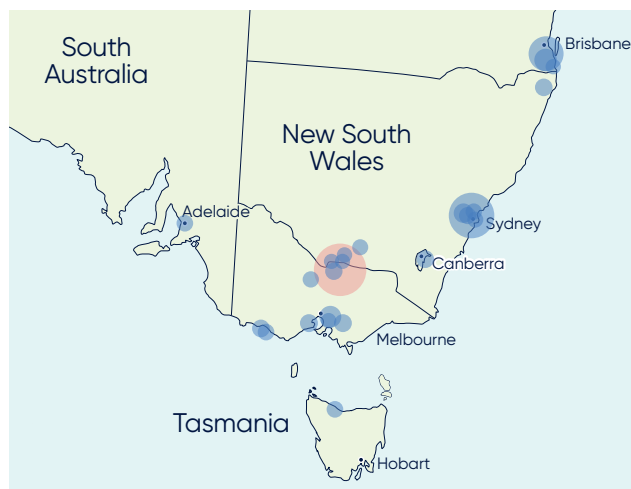 South
Australia
Brisbane
New South
Wales
Adelaide
Sydney
Canberra
Melbourne
Tasmania
Hobart